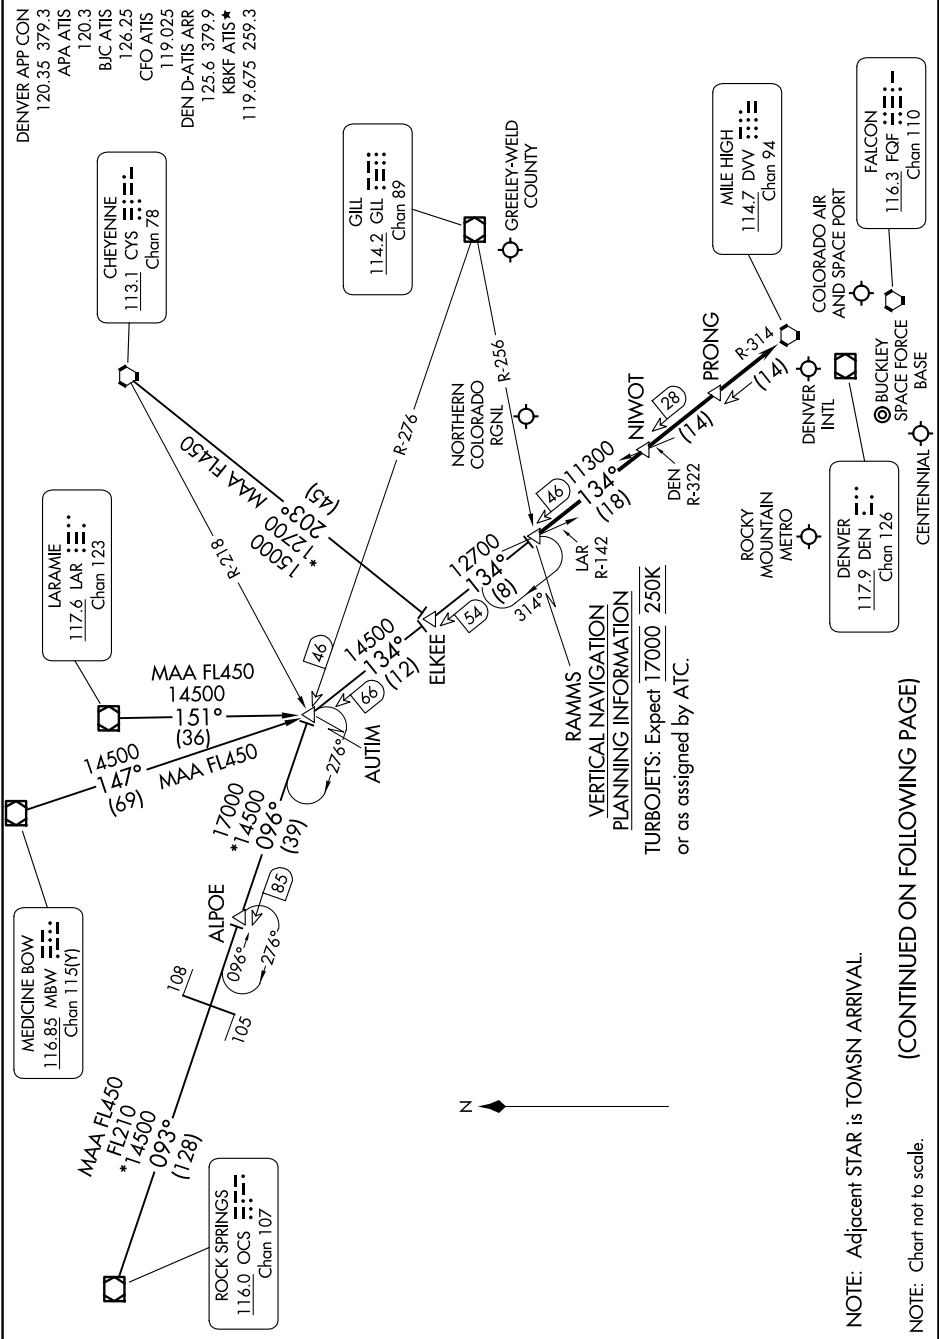 DENVER APP CON
120.35 379.3
APA ATIS
120.3
BJC ATIS
126.25
CFO ATIS
119.025
DEN D-ATIS ARR
125.6 379.9
KBKF ATIS★
119.675 259.3
MEDICINE BOW
116.85 MBW
Chan 115(Y)
LARAMIE
117.6 LAR
Chan 123
CHEYENNE
113.1 CYS
Chan 78
GILL
114.2 GLL
Chan 89
GREELEY-WELD
COUNTY
ROCK SPRINGS
116.0 OCS
Chan 107
MAA FL450
FL210
*14500
093°
(128)
108
105
ALPOE
096°
276°
85
17000
*14500
096°
(39)
14500
147°
(69)
MAA FL450
MAA FL450
14500
151°
(36)
R-218
MAA FL450
15000
*12700
203°
(45)
R-276
R-256
46
AUTIM
276°
66
14500
134°
(12)
ELKEE
54
12700
134°
(8)
314°
RAMMS
46
LAR
R-142
NORTHERN
COLORADO
RGNL
11300
134°
(18)
NIWOT
DEN
R-322
28
(14)
PRONG
R-314
(14)
MILE HIGH
114.7 DVV
Chan 94
VERTICAL NAVIGATION
PLANNING INFORMATION
TURBOJETS: Expect 17000 250K
or as assigned by ATC.
ROCKY
MOUNTAIN
METRO
DENVER
INTL
COLORADO AIR
AND SPACE PORT
DENVER
117.9 DEN
Chan 126
BUCKLEY
SPACE FORCE
BASE
FALCON
116.3 FQF
Chan 110
CENTENNIAL
N
NOTE: Adjacent STAR is TOMSN ARRIVAL.
(CONTINUED ON FOLLOWING PAGE)
NOTE: Chart not to scale.